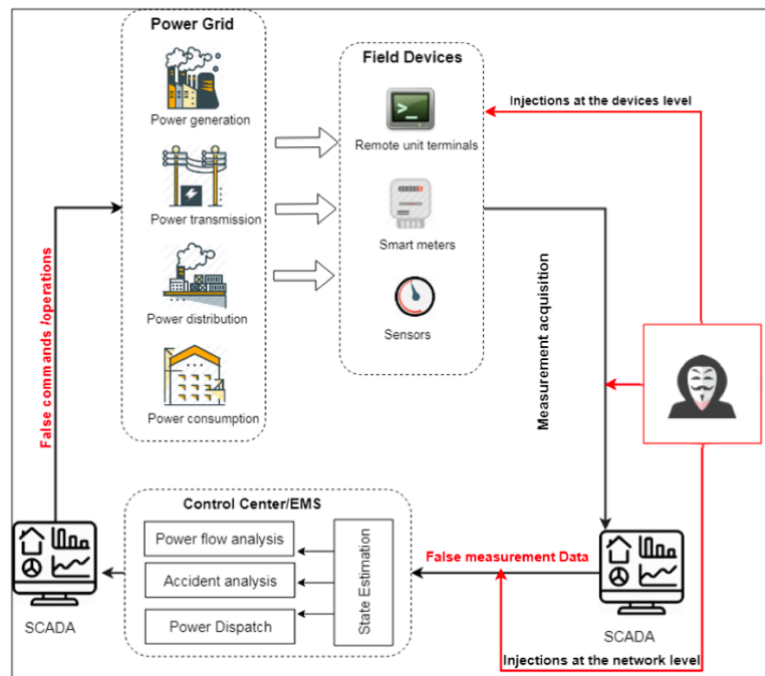 Power Grid
Power generation
Power transmission
Power distribution
Power consumption
Field Devices
>_
Remote unit terminals
Smart meters
Sensors
Injections at the devices level
Measurement acquisition
False commands /operations
Control Center/EMS
Power flow analysis
Accident analysis
Power Dispatch
State Estimation
False measurement Data
SCADA
SCADA
Injections at the network level